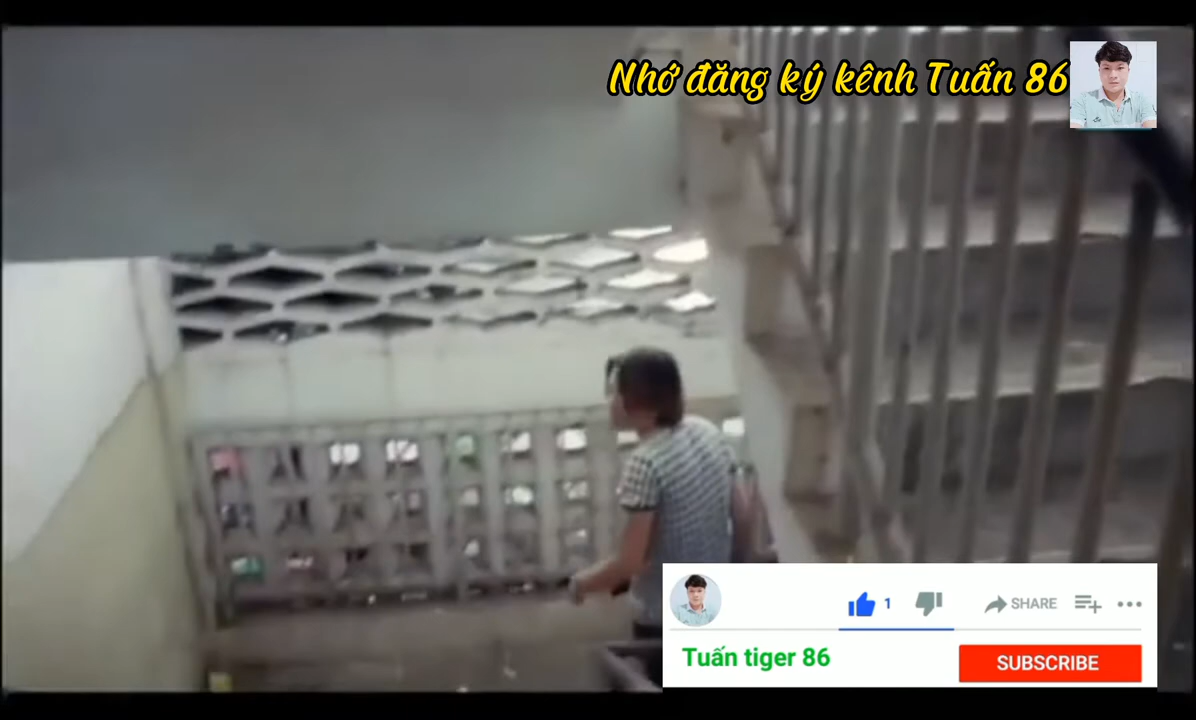 Nhớ đăng ký kênh Tuấn 86
1
SHARE
Tuấn tiger 86
SUBSCRIBE